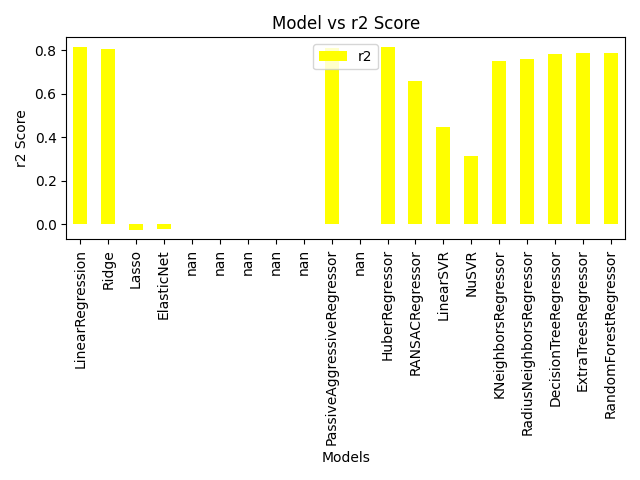 Model vs r2 Score
r2
r2 Score
0.8
0.6
0.4
0.2
0.0
LinearRegression
Ridge
Lasso
ElasticNet
nan
nan
nan
nan
nan
PassiveAggressiveRegressor
nan
HuberRegressor
RANSACRegressor
LinearSVR
NuSVR
KNeighborsRegressor
RadiusNeighborsRegressor
DecisionTreeRegressor
ExtraTreesRegressor
RandomForestRegressor
Models